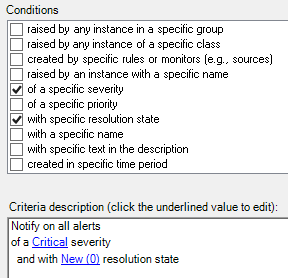 Conditions
raised by any instance in a specific group
raised by any instance of a specific class
created by specific rules or monitors (e.g., sources)
raised by an instance with a specific name
of a specific severity
of a specific priority
with specific resolution state
with a specific name
with specific text in the description
created in specific time period
Criteria description (click the underlined value to edit):
Notify on all alerts
of a Critical severity
and with New (0) resolution state